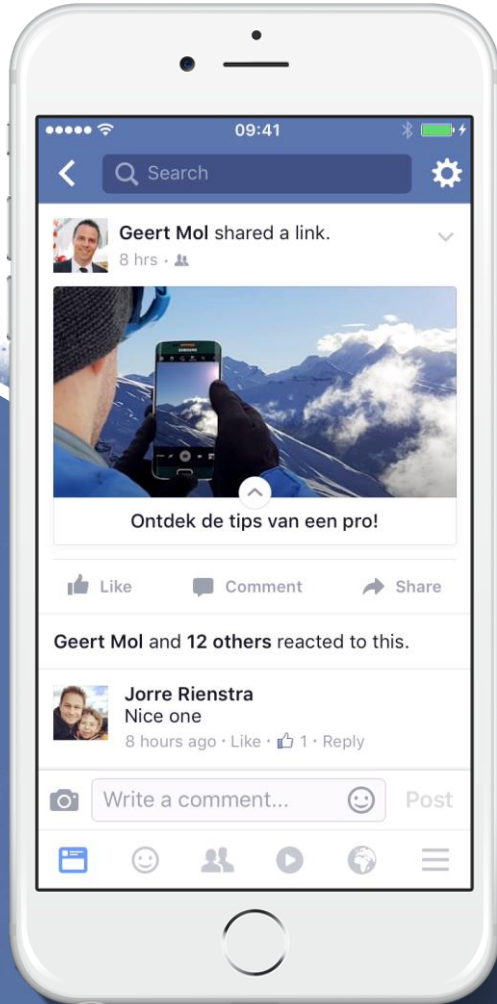 09:41
Search
Geert Mol shared a link.
8 hrs ·
SAMSUNG
Ontdek de tips van een pro!
Like Comment Share
Geert Mol and 12 others reacted to this.
Jorre Rienstra
Nice one
8 hours ago · Like · 1 · Reply
Write a comment... Post